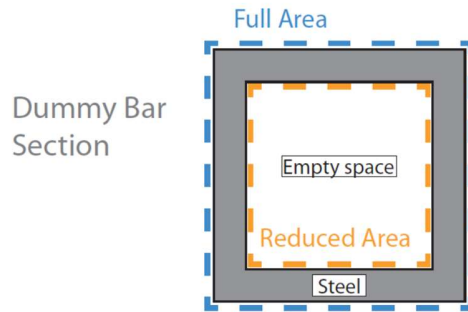 Full Area
Dummy Bar
Section
Empty space
Reduced Area
Steel